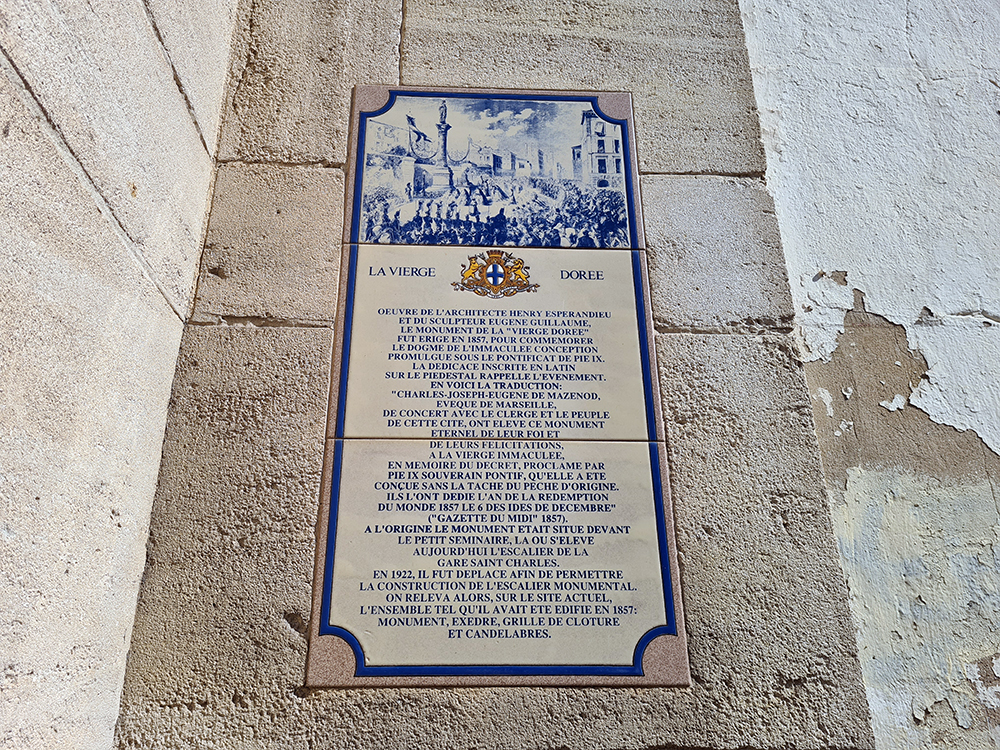 LA VIERGE DOREE
OEUVRE DE L'ARCHITECTE HENRY ESPERANDIEU
ET DU SCULPTEUR EUGENE GUILLAUME,
LE MONUMENT DE LA "VIERGE DOREE"
FUT ERIGE EN 1857, POUR COMMEMORER
LE DOGME DE L'IMMACULEE CONCEPTION
PROMULGUE SOUS LE PONTIFICAT DE PIE IX.
LA DEDICACE INSCRITE EN LATIN
SUR LE PIEDESTAL RAPPELLE L'EVENEMENT.
EN VOICI LA TRADUCTION:
"CHARLES-JOSEPH-EUGENE DE MAZENOD,
EVEQUE DE MARSEILLE,
DE CONCERT AVEC LE CLERGE ET LE PEUPLE
DE CETTE CITE, ONT ELEVE CE MONUMENT
ETERNEL DE LEUR FOI ET
DE LEURS FELICITATIONS,
A LA VIERGE IMMACULEE,
EN MEMOIRE DU DECRET, PROCLAME PAR
PIE IX SOUVERAIN PONTIF, QU'ELLE A ETE
CONÇUE SANS LA TACHE DU PÈCHE D'ORIGINE.
ILS L'ONT DEDIE L'AN DE LA REDEMPTION
DU MONDE 1857 LE 6 DES IDES DE DECEMBRE"
("GAZETTE DU MIDI" 1857).
A L'ORIGINE LE MONUMENT ETAIT SITUE DEVANT
LE PETIT SEMINAIRE, LA OU S'ELEVE
AUJOURD'HUI L'ESCALIER DE LA
GARE SAINT CHARLES.
EN 1922, IL FUT DEPLACE AFIN DE PERMETTRE
LA CONSTRUCTION DE L'ESCALIER MONUMENTAL.
ON RELEVA ALORS, SUR LE SITE ACTUEL,
L'ENSEMBLE TEL QU'IL AVAIT ETE EDIFIE EN 1857:
MONUMENT, EXEDRE, GRILLE DE CLOTURE
ET CANDELABRES.